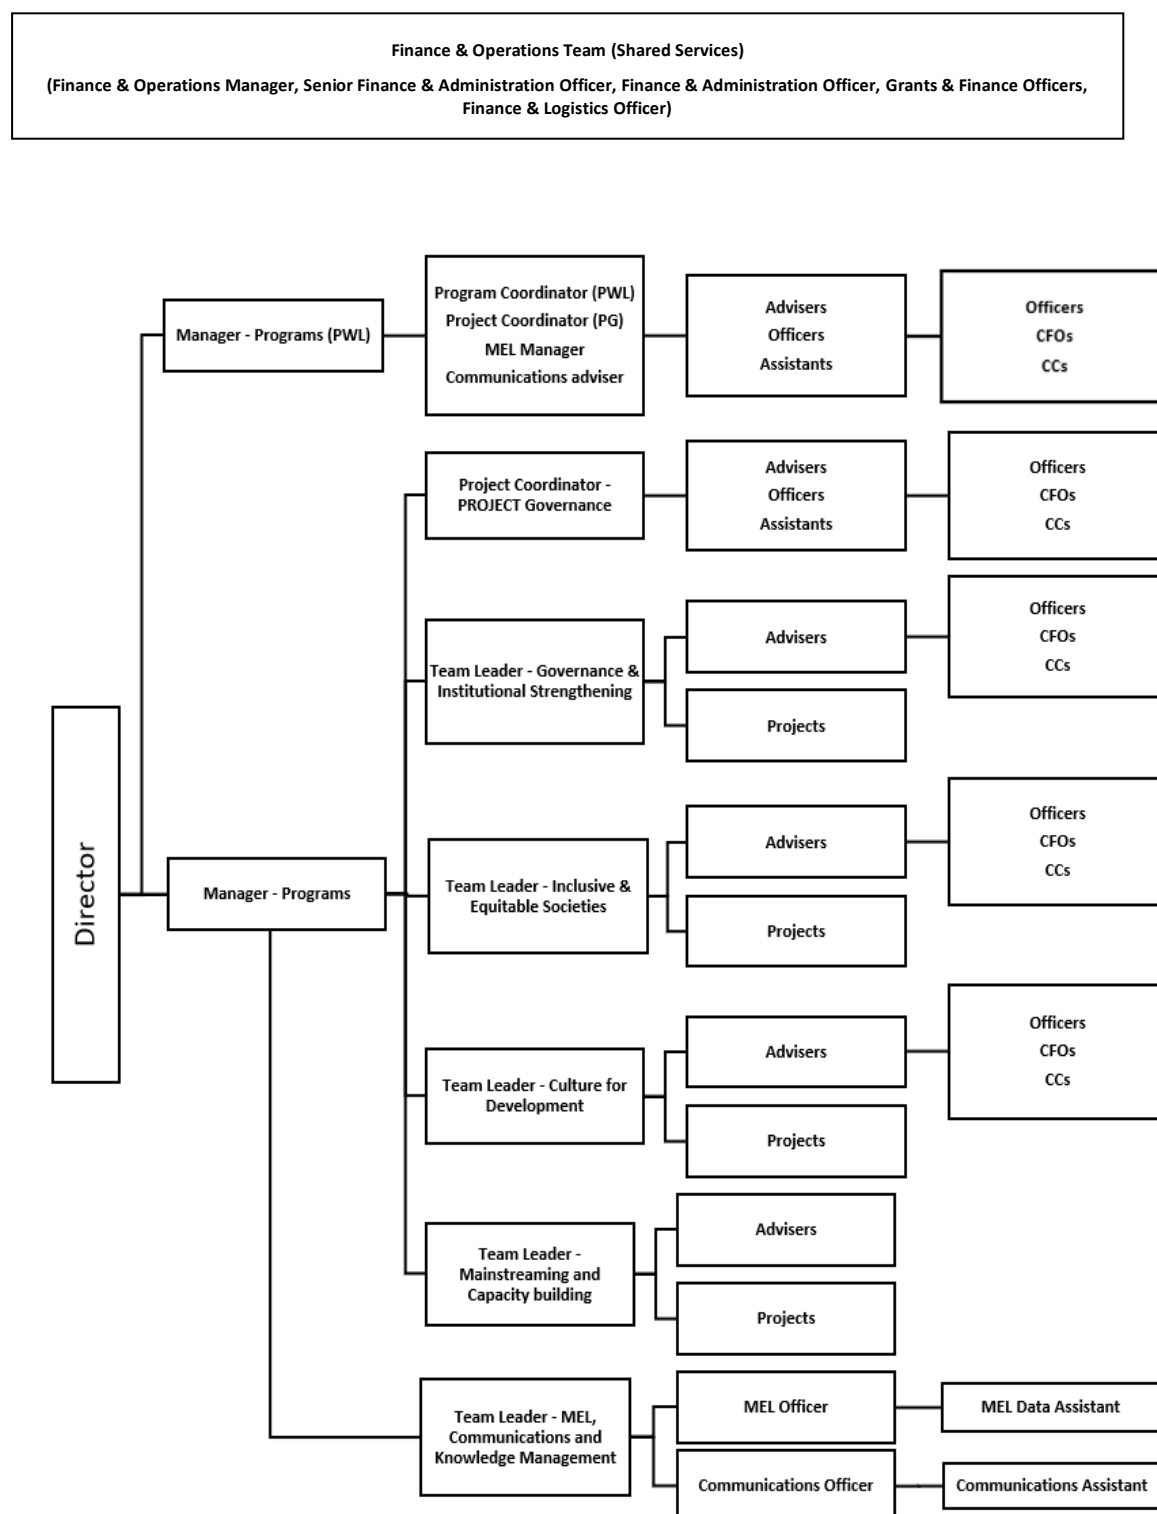 Finance & Operations Team (Shared Services)
(Finance & Operations Manager, Senior Finance & Administration Officer, Finance & Administration Officer, Grants & Finance Officers,
Finance & Logistics Officer)
Director
Manager - Programs (PWL)
Program Coordinator (PWL)
Project Coordinator (PG)
MEL Manager
Communications adviser
Advisers
Officers
Assistants
Officers
CFOs
CCs
Manager - Programs
Project Coordinator -
PROJECT Governance
Advisers
Officers
Assistants
Officers
CFOs
CCs
Team Leader - Governance &
Institutional Strengthening
Advisers
Officers
CFOs
CCs
Projects
Team Leader - Inclusive &
Equitable Societies
Advisers
Officers
CFOs
CCs
Projects
Team Leader - Culture for
Development
Advisers
Officers
CFOs
CCs
Projects
Team Leader -
Mainstreaming and
Capacity building
Advisers
Projects
Team Leader - MEL,
Communications and
Knowledge Management
MEL Officer
MEL Data Assistant
Communications Officer
Communications Assistant